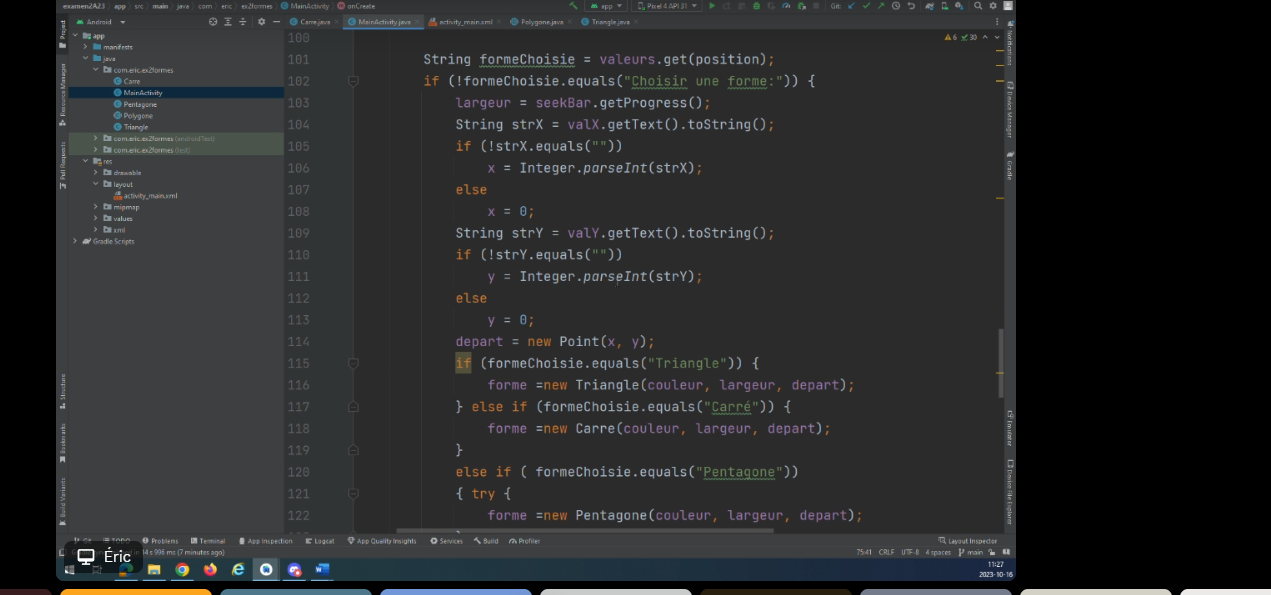 examen2A23 app src main java com eric ex2formes MainActivity onCreate
app Pixel 4 API 31 Git:
Android
Carre.java MainActivity.java activity_main.xml Polygone.java Triangle.java
Project
Resource Manager
Pull Requests
Structure
Bookmarks
Build Variants
app
manifests
java
com.eric.ex2formes
Carre
MainActivity
Pentagone
Polygone
Triangle
com.eric.ex2formes (androidTest)
com.eric.ex2formes (test)
res
drawable
layout
activity_main.xml
mipmap
values
xml
Gradle Scripts
6 30
100
101 String formeChoisie = valeurs.get(position);
102 if (!formeChoisie.equals("Choisir une forme:")) {
103 largeur = seekBar.getProgress();
104 String strX = valX.getText().toString();
105 if (!strX.equals(""))
106 x = Integer.parseInt(strX);
107 else
108 x = 0;
109 String strY = valY.getText().toString();
110 if (!strY.equals(""))
111 y = Integer.parseInt(strY);
112 else
113 y = 0;
114 depart = new Point(x, y);
115 if (formeChoisie.equals("Triangle")) {
116 forme =new Triangle(couleur, largeur, depart);
117 } else if (formeChoisie.equals("Carré")) {
118 forme =new Carre(couleur, largeur, depart);
119 }
120 else if ( formeChoisie.equals("Pentagone"))
121 { try {
122 forme =new Pentagone(couleur, largeur, depart);
Notifications
Device Manager
Gradle
Emulator
Device File Explorer
Git TODO Problems Terminal App Inspection Logcat App Quality Insights Services Build Profiler Layout Inspector
14 s 996 ms (7 minutes ago) 75:41 CRLF UTF-8 4 spaces main
Éric
11:27
2023-10-16